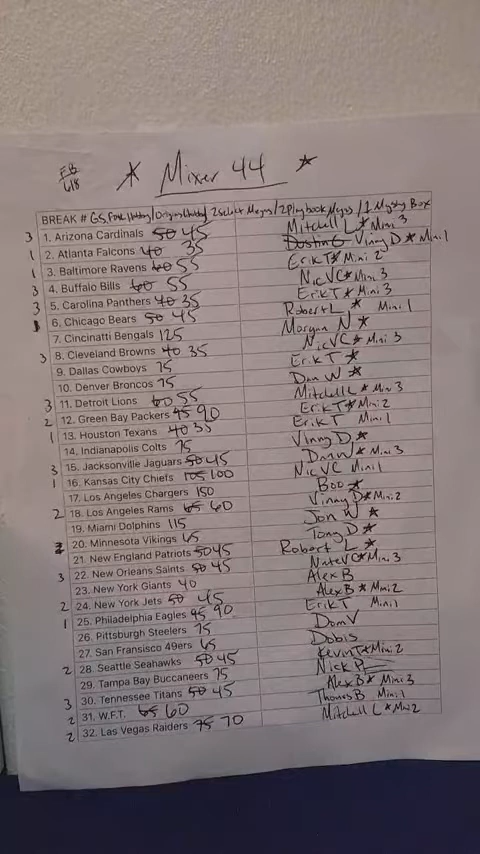 EB
618
★ Mixer 44 ★
BREAK # GS, 2 Select Megas/2 Playbook Megas/1 Mystery Box
3 1. Arizona Cardinals 50 45 Mitchell L ★ Mini 3
1 2. Atlanta Falcons 40 35 Dustin G Vinny D ★ Mini 1
1 3. Baltimore Ravens 60 55 Erik T ★ Mini 2
3 4. Buffalo Bills 60 55 Nic VC ★ Mini 3
3 5. Carolina Panthers 40 35 Erik T ★ Mini 3
6. Chicago Bears 50 45 Robert L ★ Mini 1
7. Cincinnati Bengals 125 Morgan N ★
3 8. Cleveland Browns 40 35 Nic VC ★ Mini 3
9. Dallas Cowboys 75 Erik T ★
10. Denver Broncos 75 Dan W ★
3 11. Detroit Lions 60 55 Mitchell L ★ Mini 3
2 12. Green Bay Packers 95 90 Erik T ★ Mini 2
1 13. Houston Texans 40 35 Erik T Mini 1
14. Indianapolis Colts 75 Vinny D ★
3 15. Jacksonville Jaguars 50 45 Dan W ★ Mini 3
1 16. Kansas City Chiefs 105 100 Nic VC Mini 1
17. Los Angeles Chargers 150 Boo ★
2 18. Los Angeles Rams 65 60 Vinny D ★ Mini 2
19. Miami Dolphins 115 Jon W ★
20. Minnesota Vikings 65 Tony D ★
21. New England Patriots 50 45 Robert L ★
3 22. New Orleans Saints 50 45 Nate VC ★ Mini 3
23. New York Giants 40 Alex B
2 24. New York Jets 50 45 Alex B ★ Mini 2
1 25. Philadelphia Eagles 95 90 Erik T Mini 1
26. Pittsburgh Steelers 75 Dom V
27. San Fransisco 49ers 65 Dobis
2 28. Seattle Seahawks 50 45 Kevin T ★ Mini 2
29. Tampa Bay Buccaneers 75 Nick P
3 30. Tennessee Titans 50 45 Alex B ★ Mini 3
2 31. W.F.T. 65 60 Thomas B Mini 1
2 32. Las Vegas Raiders 75 70 Mitchell L ★ Mini 2